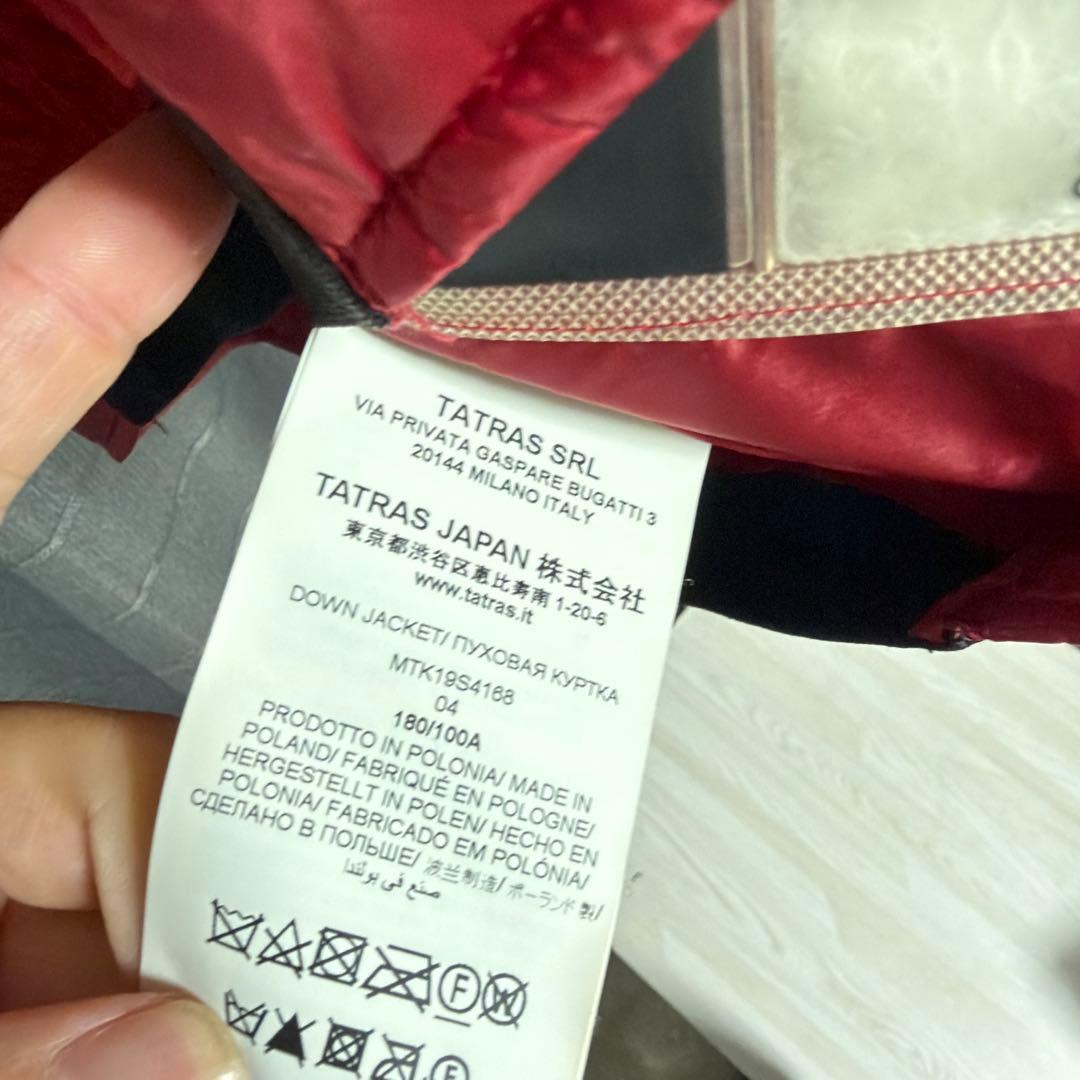 TATRAS SRL
VIA PRIVATA GASPARE BUGATTI 3
20144 MILANO ITALY
TATRAS JAPAN 株式会社
東京都渋谷区恵比寿南 1-20-6
www.tatras.it
DOWN JACKET/ ПУХОВАЯ КУРТКА
MTK19S4168
04
180/100A
PRODOTTO IN POLONIA/ MADE IN
POLAND/ FABRIQUÉ EN POLOGNE/
HERGESTELLT IN POLEN/ HECHO EN
POLONIA/ FABRICADO EM POLÓNIA/
СДЕЛАНО В ПОЛЬШЕ/ 波兰制造/ ポーランド製/
صنع في بولندا
F W
F